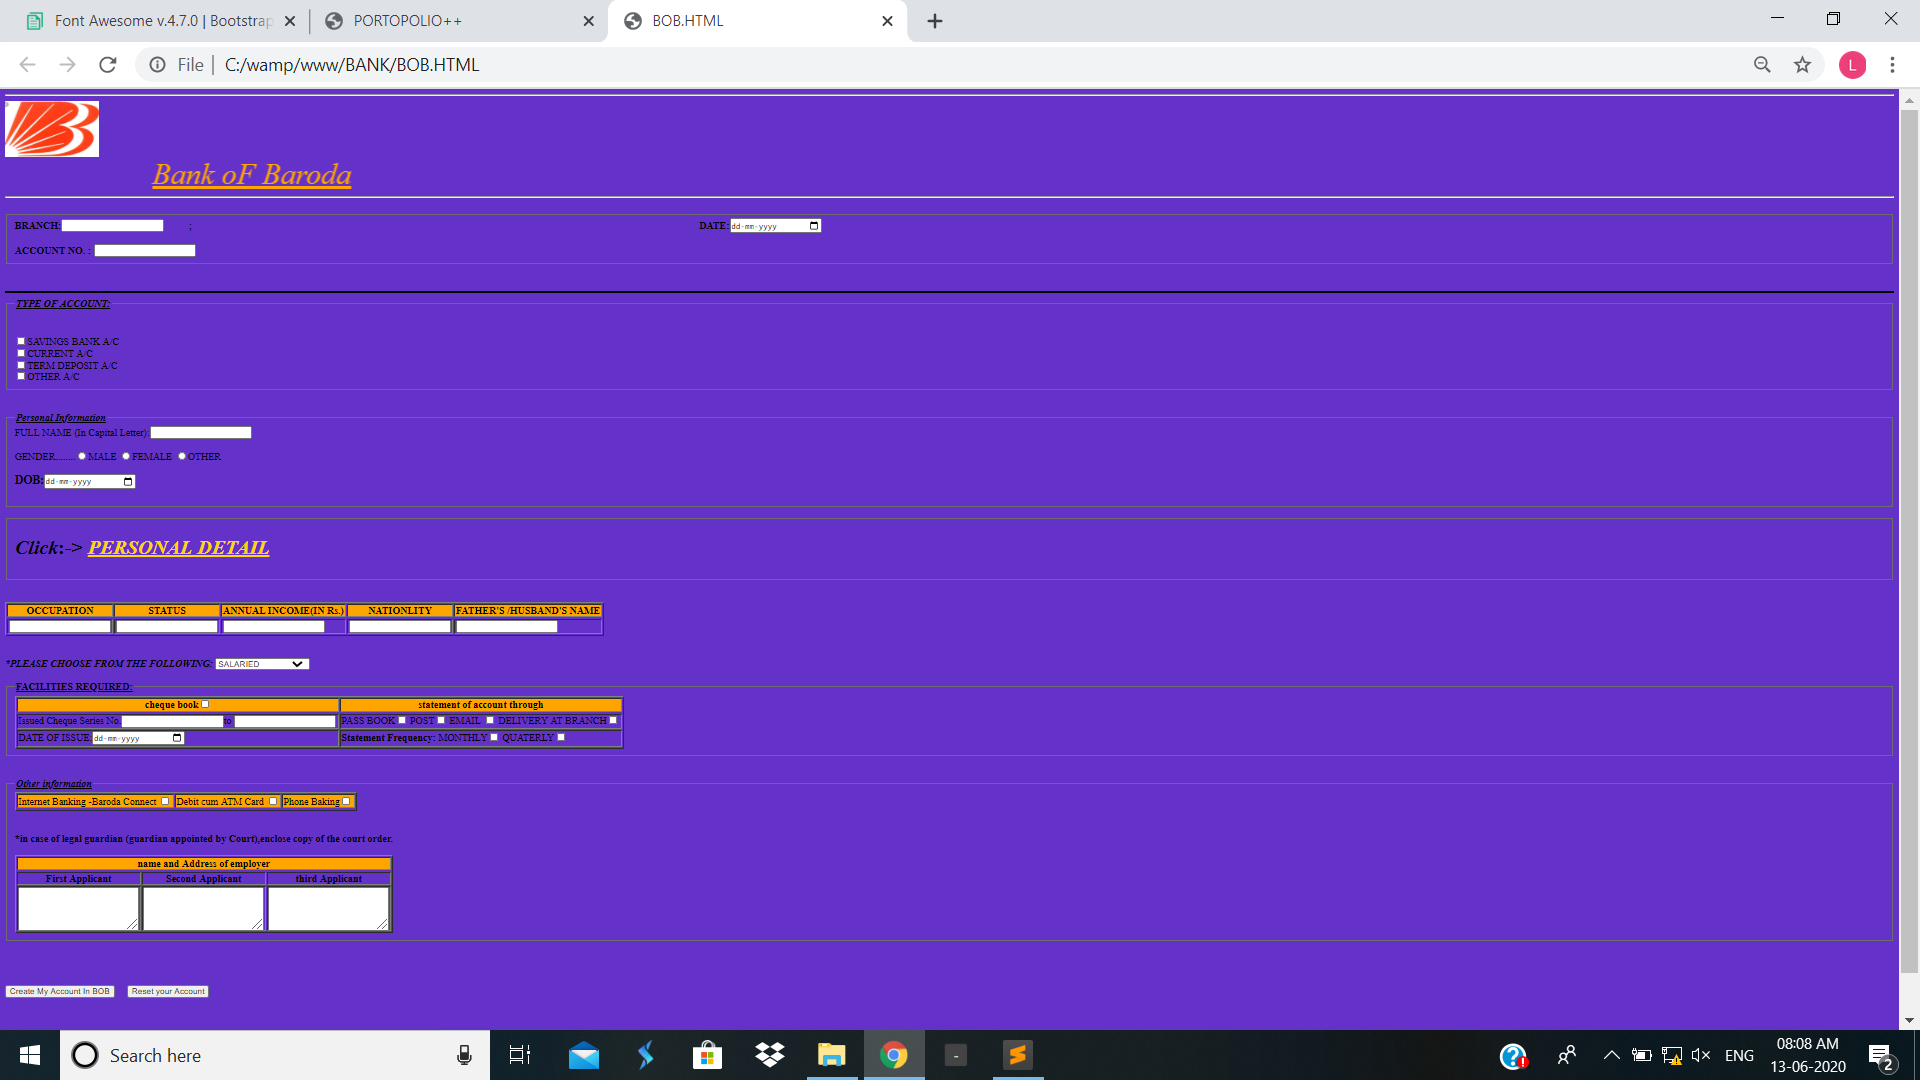 Font Awesome v.4.7.0 | Bootstrap
PORTOPOLIO++
BOB.HTML
File | C:/wamp/www/BANK/BOB.HTML
L
Bank oF Baroda
BRANCH: ; DATE: dd-mm-yyyy
ACCOUNT NO. :
TYPE OF ACCOUNT:
SAVINGS BANK A/C
CURRENT A/C
TERM DEPOSIT A/C
OTHER A/C
Personal Information
FULL NAME (In Capital Letter):
GENDER........ MALE FEMALE OTHER
DOB: dd-mm-yyyy
Click:-> PERSONAL DETAIL
OCCUPATION STATUS ANNUAL INCOME(IN Rs.) NATIONLITY FATHER'S /HUSBAND'S NAME
*PLEASE CHOOSE FROM THE FOLLOWING: SALARIED
FACILITIES REQUIRED:
cheque book statement of account through
Issued Cheque Series No. to PASS BOOK POST EMAIL DELIVERY AT BRANCH
DATE OF ISSUE: dd-mm-yyyy Statement Frequency: MONTHLY QUATERLY
Other information
Internet Banking -Baroda Connect Debit cum ATM Card Phone Baking
*in case of legal guardian (guardian appointed by Court),enclose copy of the court order.
name and Address of employer
First Applicant Second Applicant third Applicant
Create My Account In BOB Reset your Account
Search here
ENG
08:08 AM
13-06-2020
2